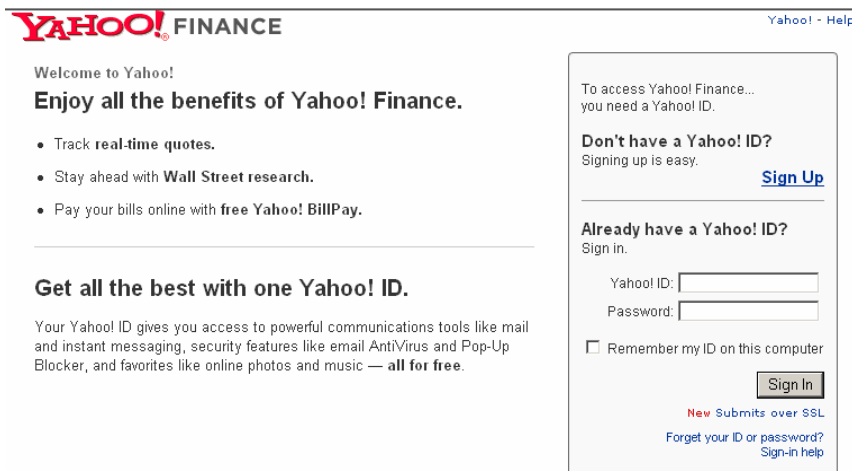 YAHOO! FINANCE
Yahoo! - Help
Welcome to Yahoo!
Enjoy all the benefits of Yahoo! Finance.
• Track real-time quotes.
• Stay ahead with Wall Street research.
• Pay your bills online with free Yahoo! BillPay.
Get all the best with one Yahoo! ID.
Your Yahoo! ID gives you access to powerful communications tools like mail
and instant messaging, security features like email AntiVirus and Pop-Up
Blocker, and favorites like online photos and music — all for free.
To access Yahoo! Finance...
you need a Yahoo! ID.
Don't have a Yahoo! ID?
Signing up is easy.
Sign Up
Already have a Yahoo! ID?
Sign in.
Yahoo! ID:
Password:
Remember my ID on this computer
Sign In
New Submits over SSL
Forget your ID or password?
Sign-in help